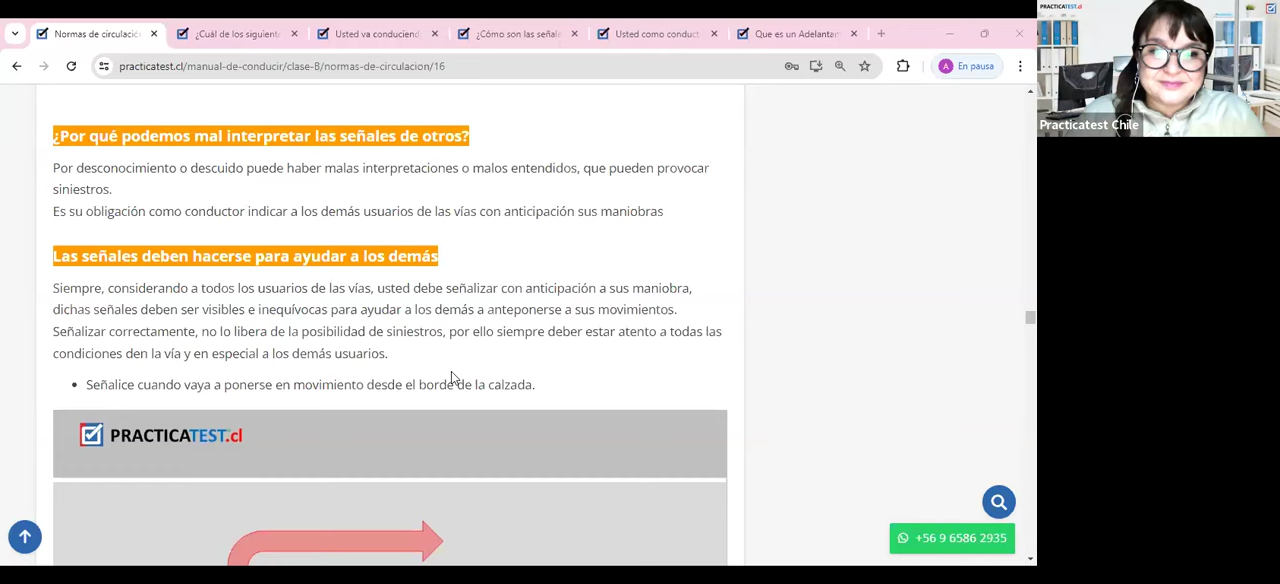 Normas de circulació
¿Cuál de los siguient
Usted va conduciend
¿Cómo son las señale
Usted como conduct
Que es un Adelantam
practicatest.cl/manual-de-conducir/clase-B/normas-de-circulacion/16
A En pausa
PRACTICATEST.cl
Practicatest Chile
¿Por qué podemos mal interpretar las señales de otros?
Por desconocimiento o descuido puede haber malas interpretaciones o malos entendidos, que pueden provocar
siniestros.
Es su obligación como conductor indicar a los demás usuarios de las vías con anticipación sus maniobras
Las señales deben hacerse para ayudar a los demás
Siempre, considerando a todos los usuarios de las vías, usted debe señalizar con anticipación a sus maniobra,
dichas señales deben ser visibles e inequívocas para ayudar a los demás a anteponerse a sus movimientos.
Señalizar correctamente, no lo libera de la posibilidad de siniestros, por ello siempre deber estar atento a todas las
condiciones den la vía y en especial a los demás usuarios.
Señalice cuando vaya a ponerse en movimiento desde el borde de la calzada.
PRACTICATEST.cl
+56 9 6586 2935